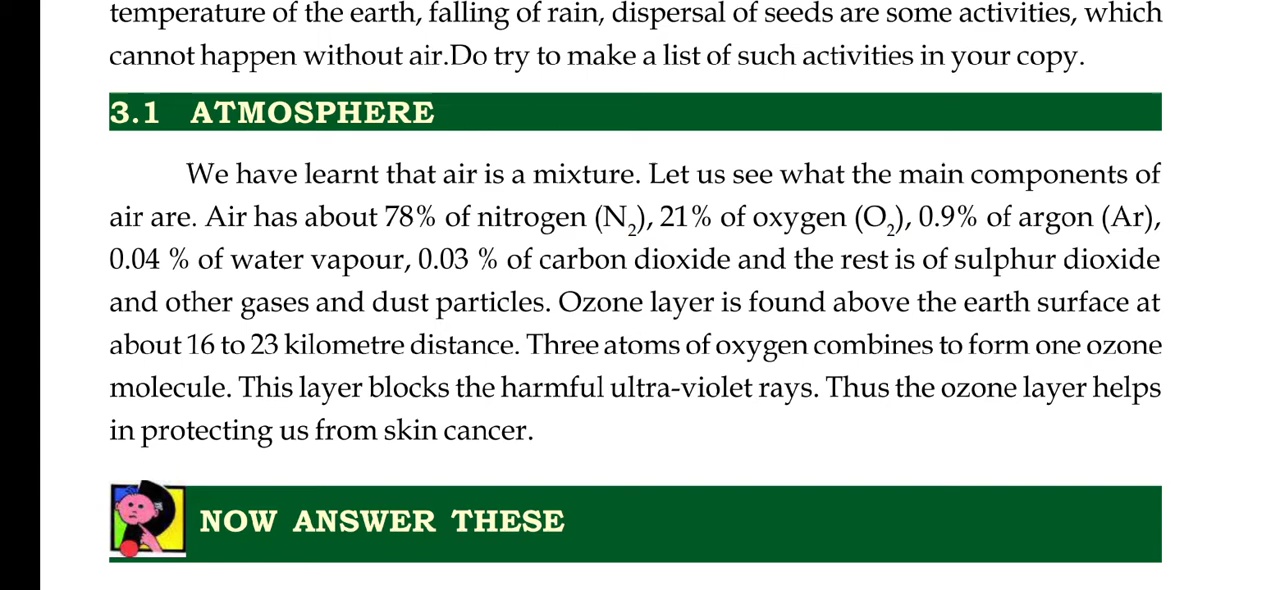 temperature of the earth, falling of rain, dispersal of seeds are some activities, which
cannot happen without air.Do try to make a list of such activities in your copy.
3.1 ATMOSPHERE
We have learnt that air is a mixture. Let us see what the main components of
air are. Air has about 78% of nitrogen (N₂), 21% of oxygen (O₂), 0.9% of argon (Ar),
0.04 % of water vapour, 0.03 % of carbon dioxide and the rest is of sulphur dioxide
and other gases and dust particles. Ozone layer is found above the earth surface at
about 16 to 23 kilometre distance. Three atoms of oxygen combines to form one ozone
molecule. This layer blocks the harmful ultra-violet rays. Thus the ozone layer helps
in protecting us from skin cancer.
NOW ANSWER THESE